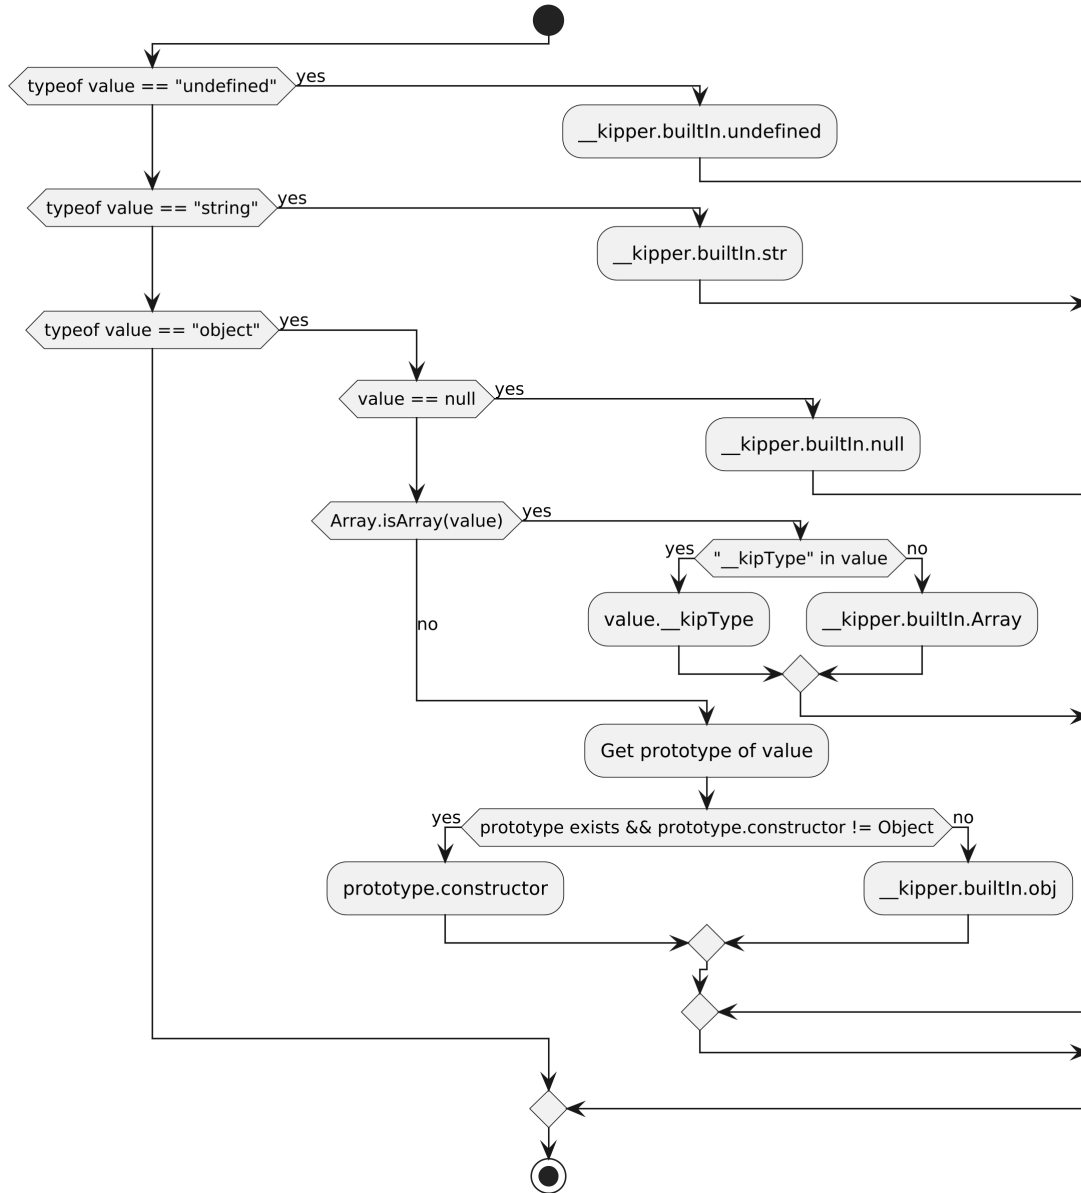 typeof value == "undefined"
yes
__kipper.builtIn.undefined
typeof value == "string"
yes
__kipper.builtIn.str
typeof value == "object"
yes
value == null
yes
__kipper.builtIn.null
Array.isArray(value)
yes
yes
"__kipType" in value
no
value.__kipType
__kipper.builtIn.Array
no
Get prototype of value
yes
prototype exists && prototype.constructor != Object
no
prototype.constructor
__kipper.builtIn.obj